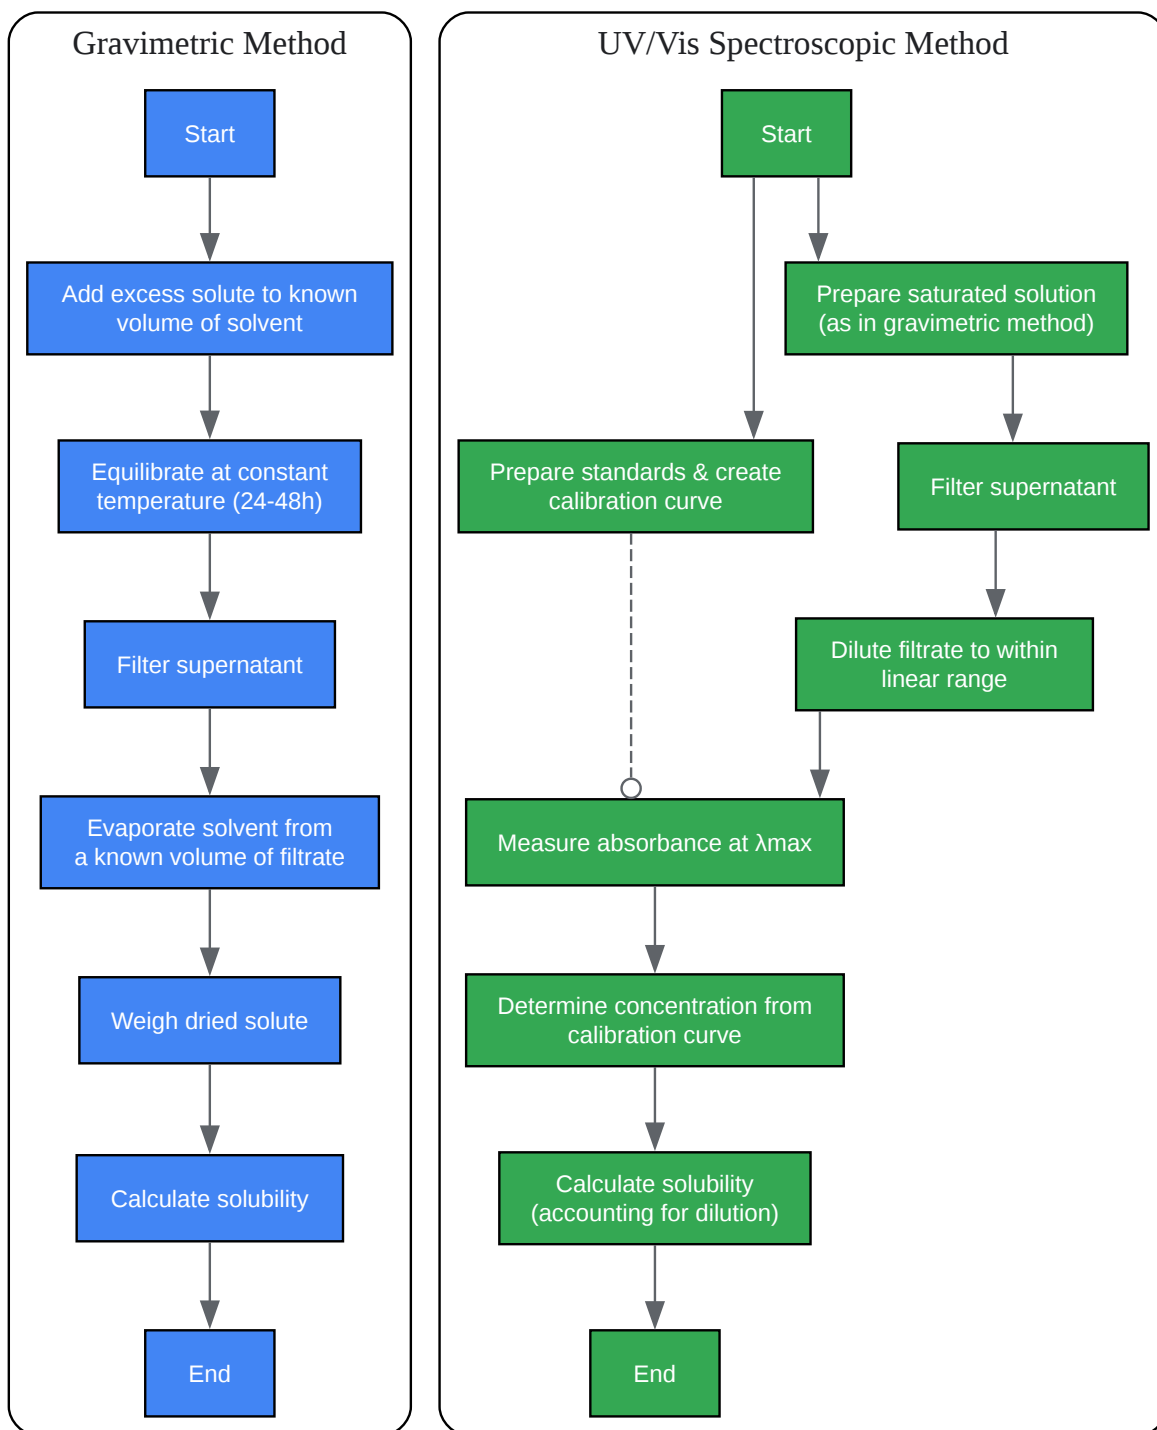 Gravimetric Method
Start
Add excess solute to known
volume of solvent
Equilibrate at constant
temperature (24-48h)
Filter supernatant
Evaporate solvent from
a known volume of filtrate
Weigh dried solute
Calculate solubility
End
UV/Vis Spectroscopic Method
Start
Prepare saturated solution
(as in gravimetric method)
Prepare standards & create
calibration curve
Filter supernatant
Dilute filtrate to within
linear range
Measure absorbance at λmax
Determine concentration from
calibration curve
Calculate solubility
(accounting for dilution)
End